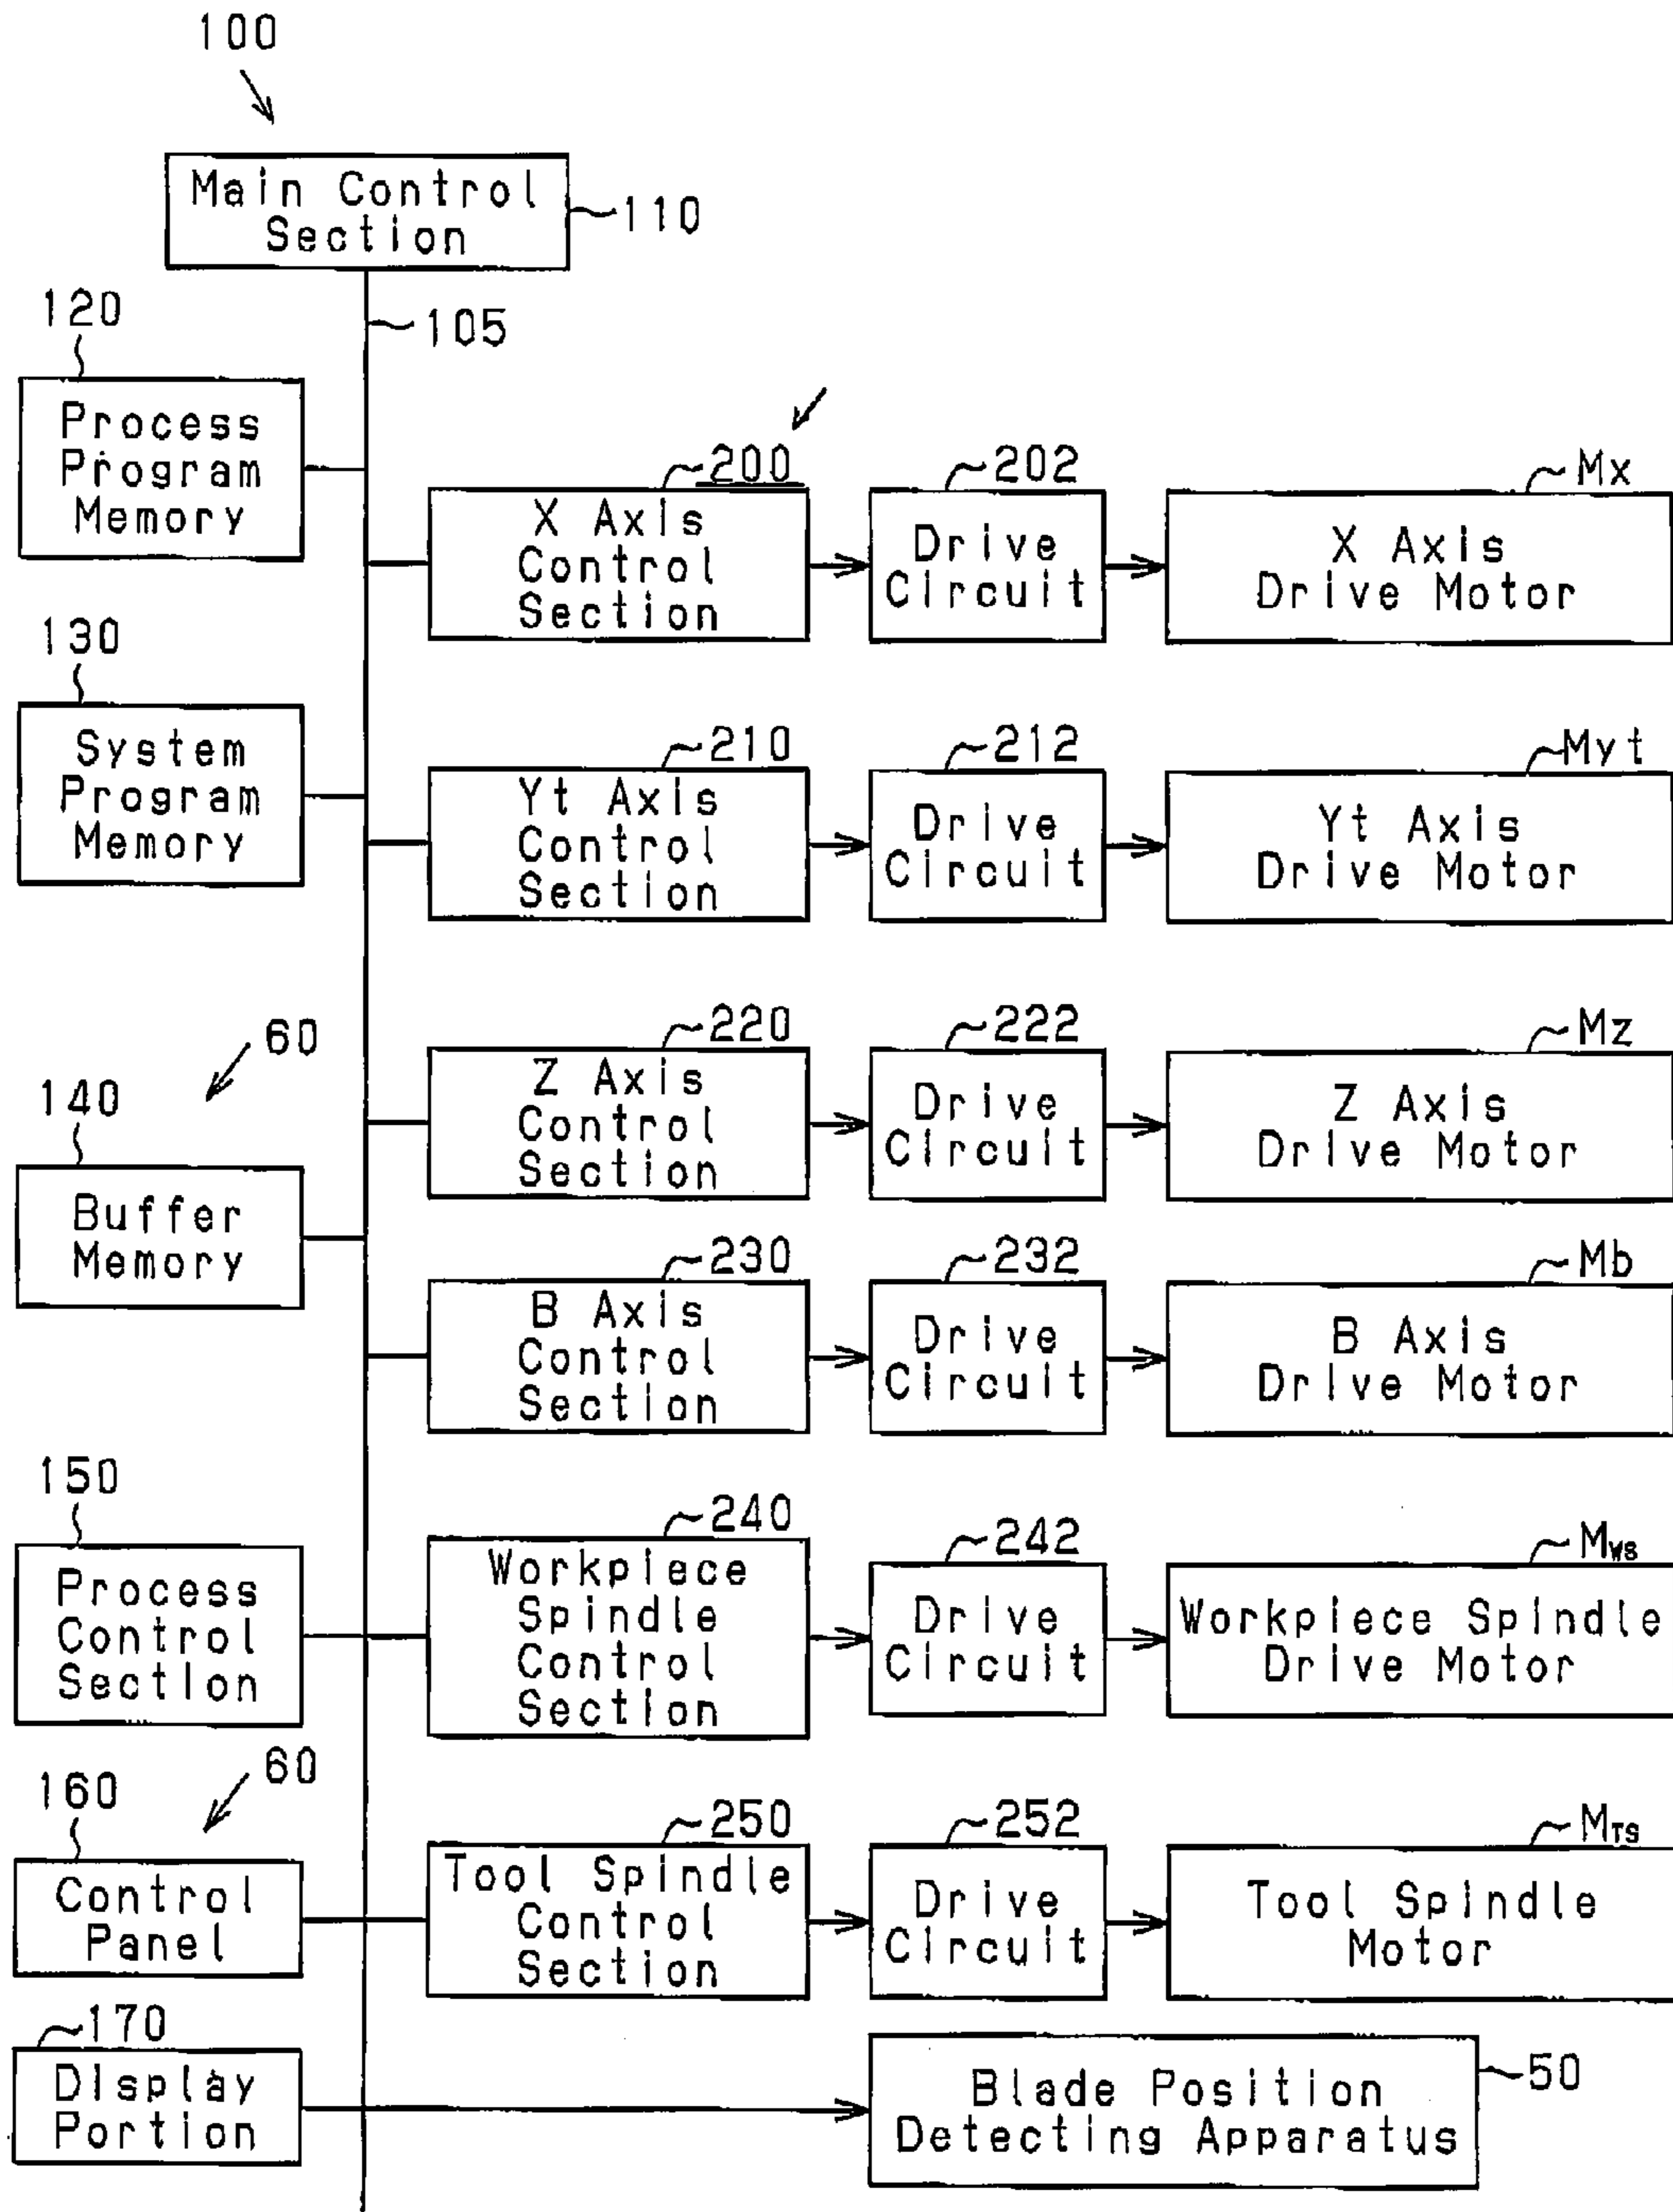 100
Main Control
Section
110
105
120
Process
Program
Memory
200
X Axis
Control
Section
202
Drive
Circuit
Mx
X Axis
Drive Motor
130
System
Program
Memory
210
Yt Axis
Control
Section
212
Drive
Circuit
Myt
Yt Axis
Drive Motor
60
140
Buffer
Memory
220
Z Axis
Control
Section
222
Drive
Circuit
Mz
Z Axis
Drive Motor
230
B Axis
Control
Section
232
Drive
Circuit
Mb
B Axis
Drive Motor
150
Process
Control
Section
240
Workpiece
Spindle
Control
Section
242
Drive
Circuit
Mws
Workpiece Spindle
Drive Motor
60
160
Control
Panel
250
Tool Spindle
Control
Section
252
Drive
Circuit
MTS
Tool Spindle
Motor
170
Display
Portion
Blade Position
Detecting Apparatus
50